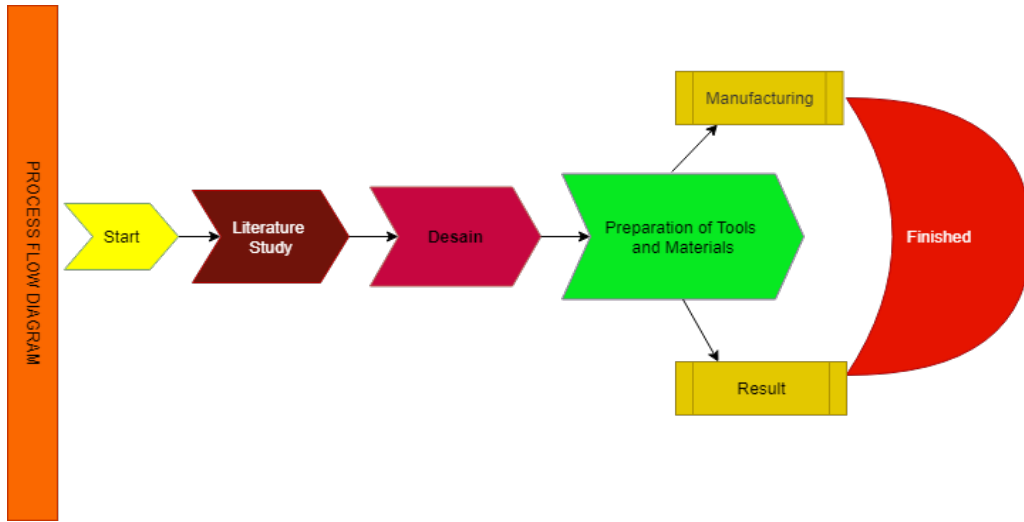 PROCESS FLOW DIAGRAM
Start
Literature
Study
Desain
Preparation of Tools
and Materials
Manufacturing
Result
Finished